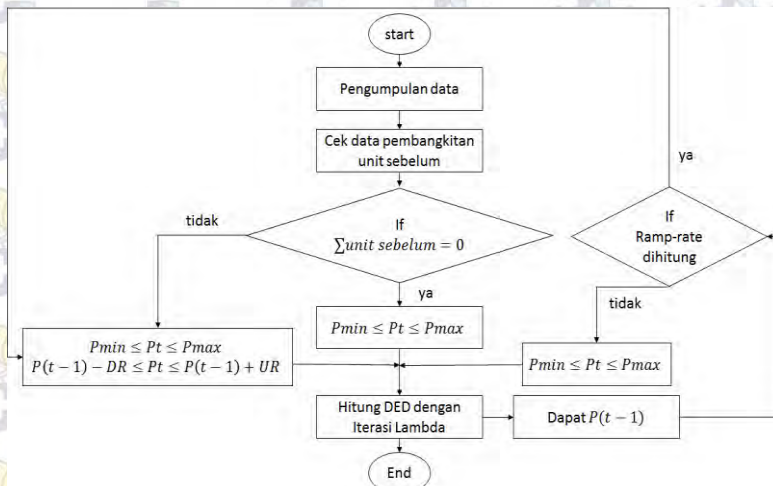 start
Pengumpulan data
Cek data pembangkitan
unit sebelum
ya
tidak
If
∑unit sebelum = 0
If
Ramp-rate
dihitung
ya
tidak
Pmin ≤ Pt ≤ Pmax
Pmin ≤ Pt ≤ Pmax
P(t − 1) − DR ≤ Pt ≤ P(t − 1) + UR
Pmin ≤ Pt ≤ Pmax
Hitung DED dengan
Iterasi Lambda
Dapat P(t − 1)
End